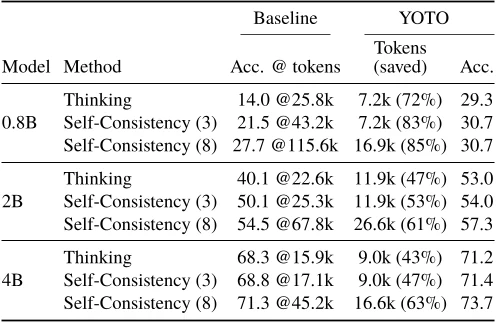 Baseline YOTO
Tokens
Model Method Acc. @ tokens (saved) Acc.
Thinking 14.0 @25.8k 7.2k (72%) 29.3
0.8B Self-Consistency (3) 21.5 @43.2k 7.2k (83%) 30.7
Self-Consistency (8) 27.7 @115.6k 16.9k (85%) 30.7
Thinking 40.1 @22.6k 11.9k (47%) 53.0
2B Self-Consistency (3) 50.1 @25.3k 11.9k (53%) 54.0
Self-Consistency (8) 54.5 @67.8k 26.6k (61%) 57.3
Thinking 68.3 @15.9k 9.0k (43%) 71.2
4B Self-Consistency (3) 68.8 @17.1k 9.0k (47%) 71.4
Self-Consistency (8) 71.3 @45.2k 16.6k (63%) 73.7